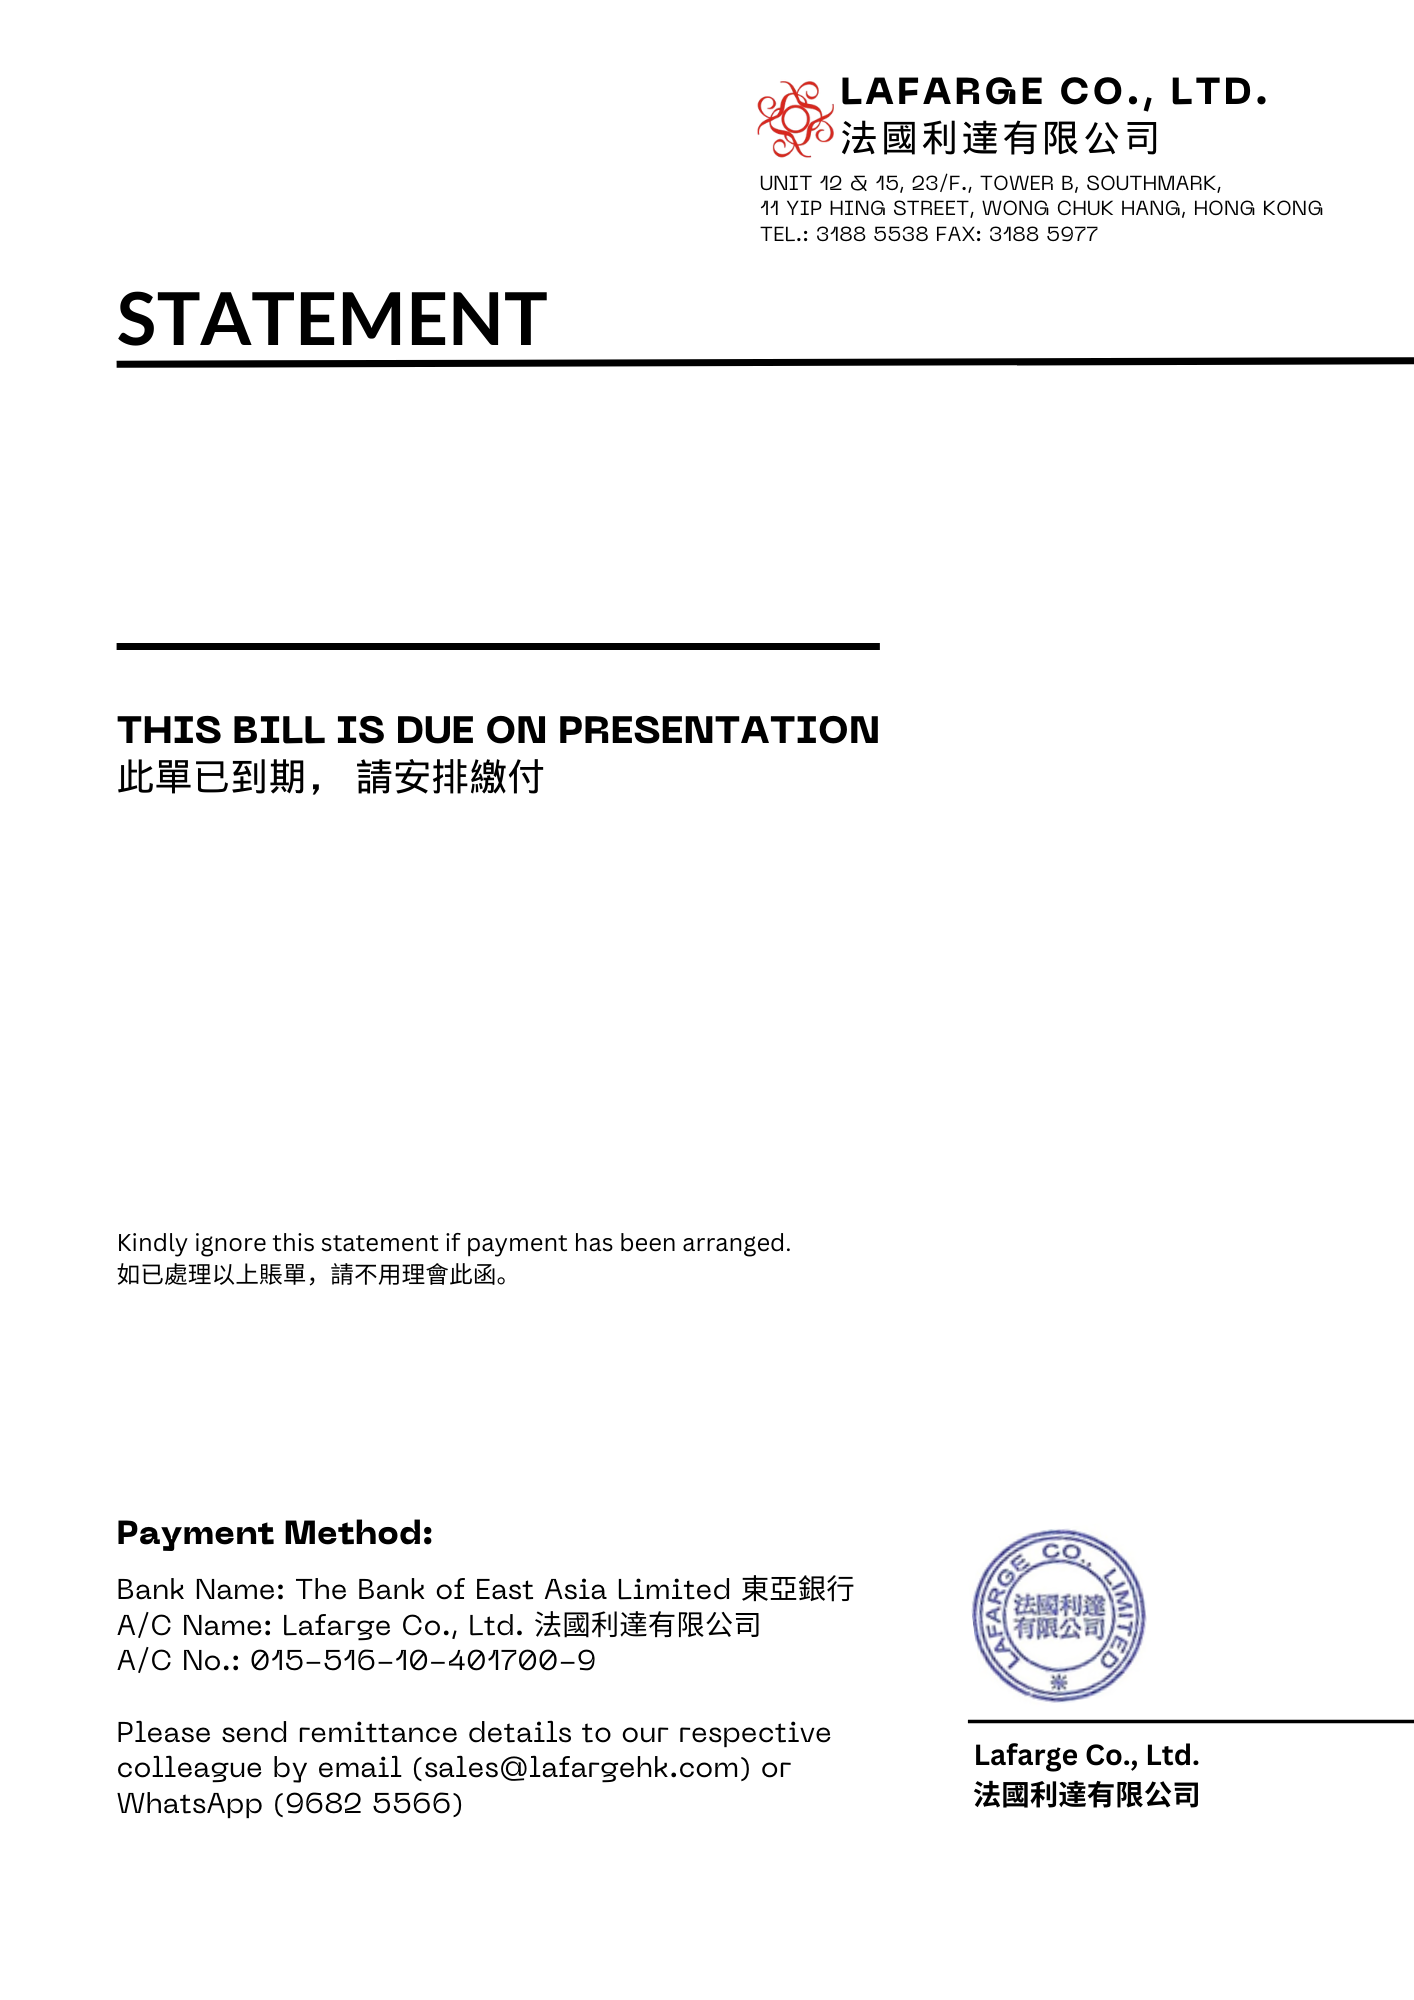 LAFARGE CO., LTD.
法國利達有限公司
UNIT 12 & 15, 23/F., TOWER B, SOUTHMARK,
11 YIP HING STREET, WONG CHUK HANG, HONG KONG
TEL.: 3188 5538 FAX: 3188 5977
STATEMENT
THIS BILL IS DUE ON PRESENTATION
此單已到期， 請安排繳付
Kindly ignore this statement if payment has been arranged.
如已處理以上賬單，請不用理會此函。
Payment Method:
Bank Name: The Bank of East Asia Limited 東亞銀行
A/C Name: Lafarge Co., Ltd. 法國利達有限公司
A/C No.: 015-516-10-401700-9
Please send remittance details to our respective
colleague by email (sales@lafargehk.com) or
WhatsApp (9682 5566)
LAFARGE CO., LIMITED
法國利達
有限公司
Lafarge Co., Ltd.
法國利達有限公司